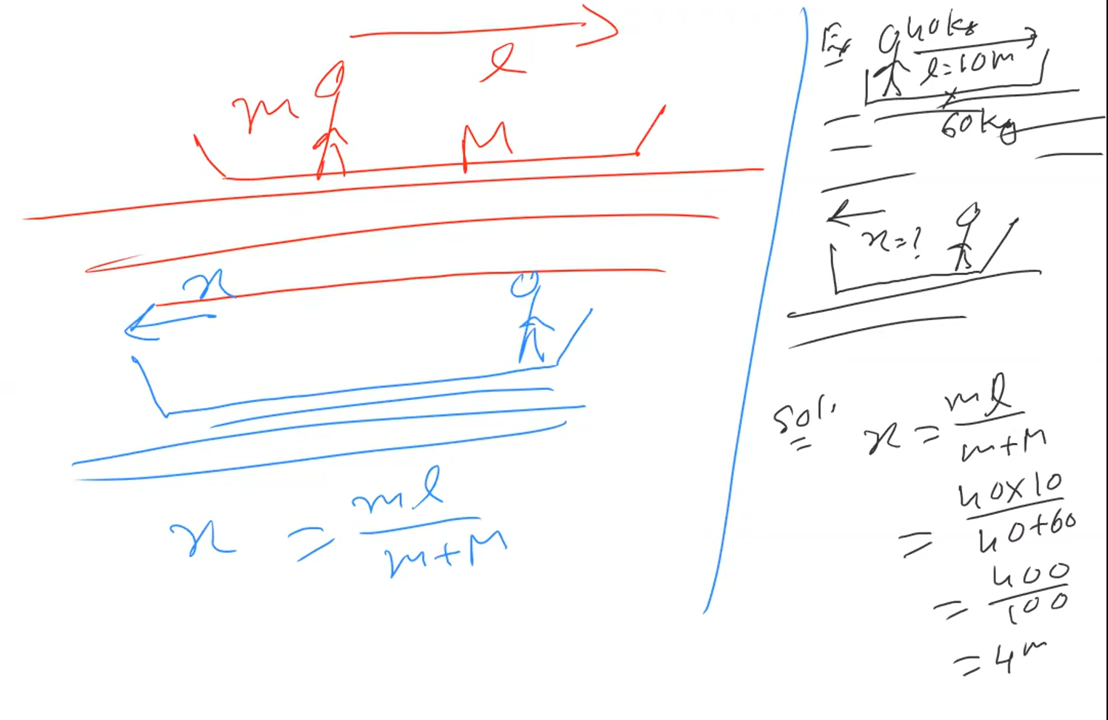 l
m
M
x
x = ml/m+M
Ex 40kg
l=10m
60kg
x=?
Sol.
x = ml/m+M
= 40×10/40+60
= 400/100
= 4m